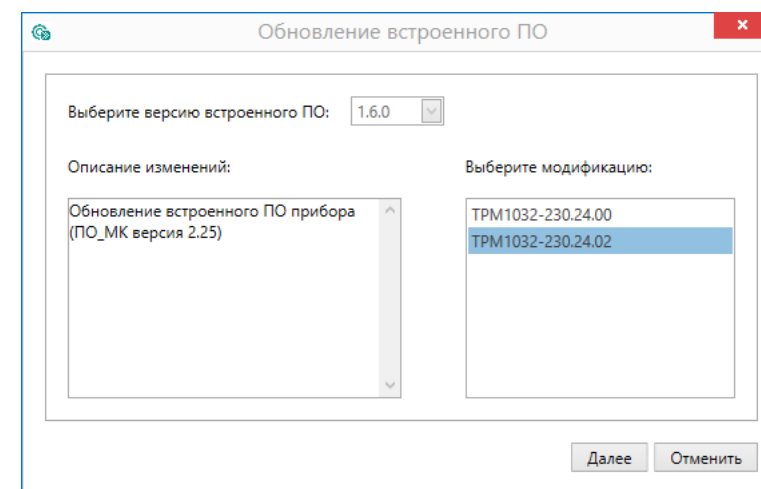 Обновление встроенного ПО
Выберите версию встроенного ПО: 1.6.0
Описание изменений:
Выберите модификацию:
Обновление встроенного ПО прибора
(ПО_МК версия 2.25)
ТРМ1032-230.24.00
ТРМ1032-230.24.02
Далее
Отменить